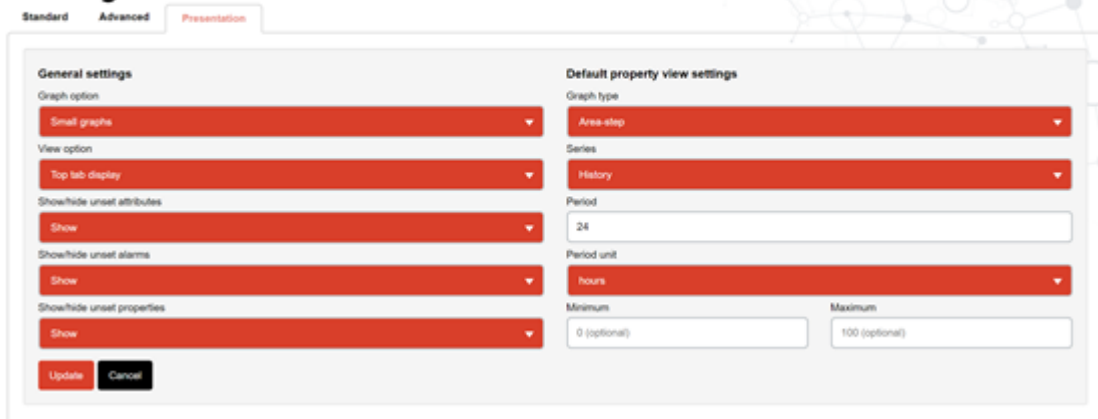 Standard Advanced Presentation
General settings
Graph option
Small graphs
View option
Top tab display
Show/hide unset attributes
Show
Show/hide unset alarms
Show
Show/hide unset properties
Show
Update Cancel
Default property view settings
Graph type
Area-step
Series
History
Period
24
Period unit
hours
Minimum Maximum
0 (optional) 100 (optional)